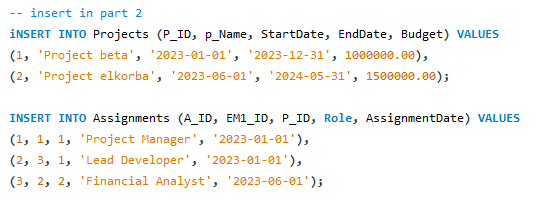 -- insert in part 2
iNSERT INTO Projects (P_ID, p_Name, StartDate, EndDate, Budget) VALUES
(1, 'Project beta', '2023-01-01', '2023-12-31', 1000000.00),
(2, 'Project elkorba', '2023-06-01', '2024-05-31', 1500000.00);
INSERT INTO Assignments (A_ID, EM1_ID, P_ID, Role, AssignmentDate) VALUES
(1, 1, 1, 'Project Manager', '2023-01-01'),
(2, 3, 1, 'Lead Developer', '2023-01-01'),
(3, 2, 2, 'Financial Analyst', '2023-06-01');